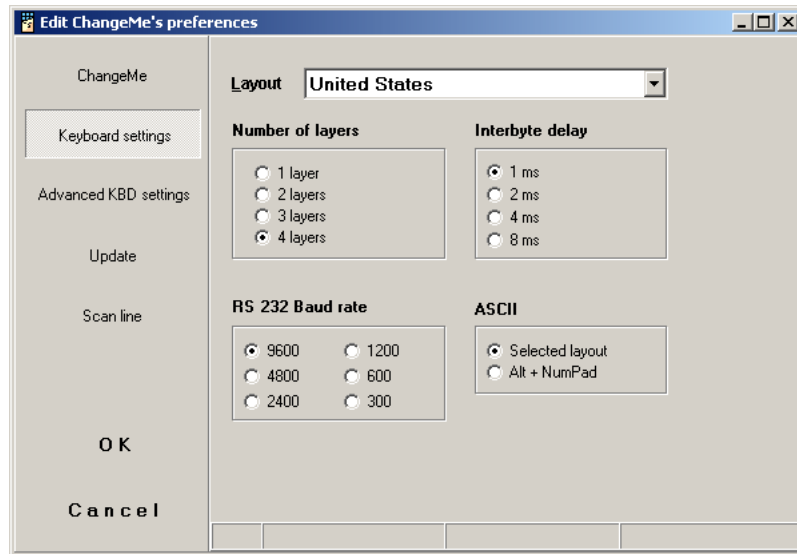 Edit ChangeMe's preferences
ChangeMe
Keyboard settings
Advanced KBD settings
Update
Scan line
OK
Cancel
Layout United States
Number of layers
1 layer
2 layers
3 layers
4 layers
Interbyte delay
1 ms
2 ms
4 ms
8 ms
RS 232 Baud rate
9600 1200
4800 600
2400 300
ASCII
Selected layout
Alt + NumPad